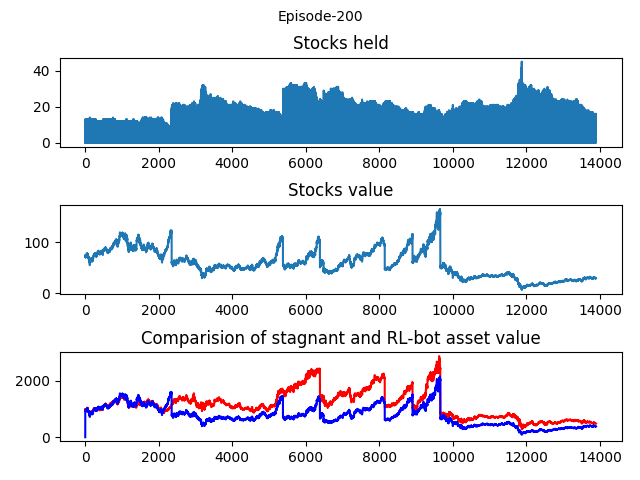 Episode-200
Stocks held
40
20
0
0 2000 4000 6000 8000 10000 12000 14000
Stocks value
100
0
0 2000 4000 6000 8000 10000 12000 14000
Comparision of stagnant and RL-bot asset value
2000
0
0 2000 4000 6000 8000 10000 12000 14000